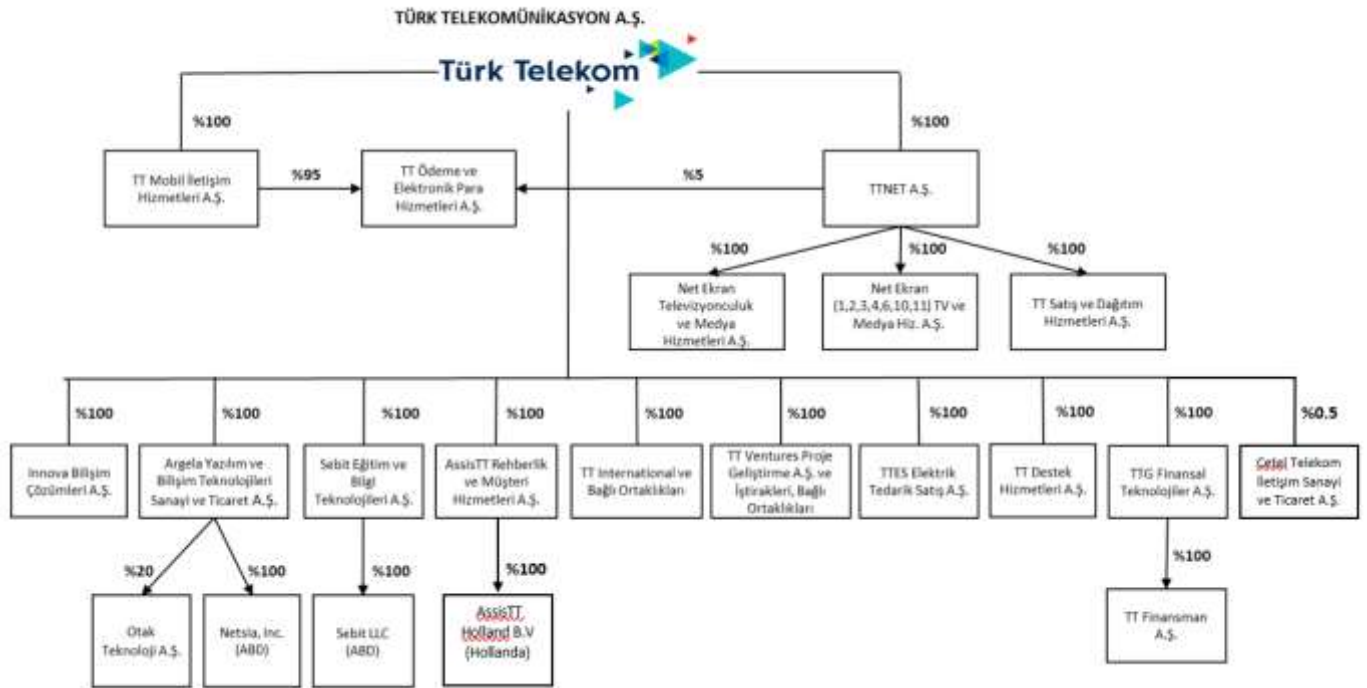 TÜRK TELEKOMÜNİKASYON A.Ş.
Türk Telekom
%100
%100
TT Mobil İletişim
Hizmetleri A.Ş.
%95
TT Ödeme ve
Elektronik Para
Hizmetleri A.Ş.
%5
TTNET A.Ş.
%100
%100
%100
Net Ekran
Televizyonculuk
ve Medya
Hizmetleri A.Ş.
Net Ekran
(1,2,3,4,6,10,11) TV ve
Medya Hiz. A.Ş.
TT Satış ve Dağıtım
Hizmetleri A.Ş.
%100
%100
%100
%100
%100
%100
%100
%100
%100
%0.5
Innova Bilişim
Çözümleri A.Ş.
Argela Yazılım ve
Bilişim Teknolojileri
Sanayi ve Ticaret A.Ş.
Sebit Eğitim ve
Bilgi
Teknolojileri A.Ş.
AssisTT Rehberlik
ve Müşteri
Hizmetleri A.Ş.
TT International ve
Bağlı Ortaklıkları
TT Ventures Proje
Geliştirme A.Ş. ve
İştirakleri, Bağlı
Ortaklıkları
TTES Elektrik
Tedarik Satış A.Ş.
TT Destek
Hizmetleri A.Ş.
TTG Finansal
Teknolojiler A.Ş.
Cetel Telekom
İletişim Sanayi
ve Ticaret A.Ş.
%20
%100
%100
%100
%100
Otak
Teknoloji A.Ş.
Netsia, Inc.
(ABD)
Sebit LLC
(ABD)
AssisTT
Holland B.V
(Hollanda)
TT Finansman
A.Ş.